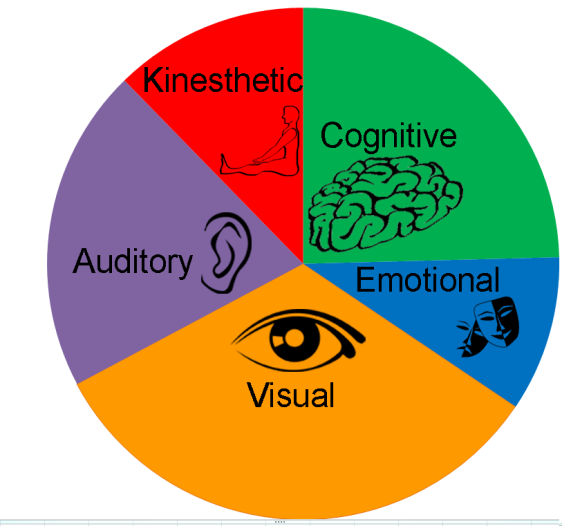 Kinesthetic
Cognitive
Auditory
Emotional
Visual